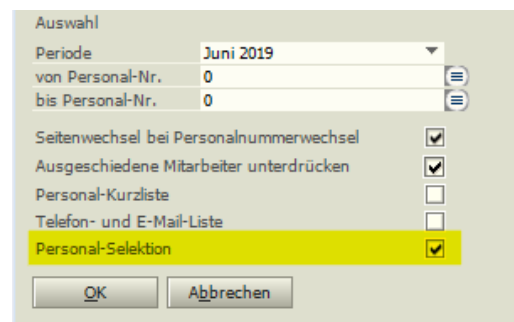 Auswahl
Periode Juni 2019
von Personal-Nr. 0
bis Personal-Nr. 0
Seitenwechsel bei Personalnummerwechsel
Ausgeschiedene Mitarbeiter unterdrücken
Personal-Kurzliste
Telefon- und E-Mail-Liste
Personal-Selektion
OK Abbrechen